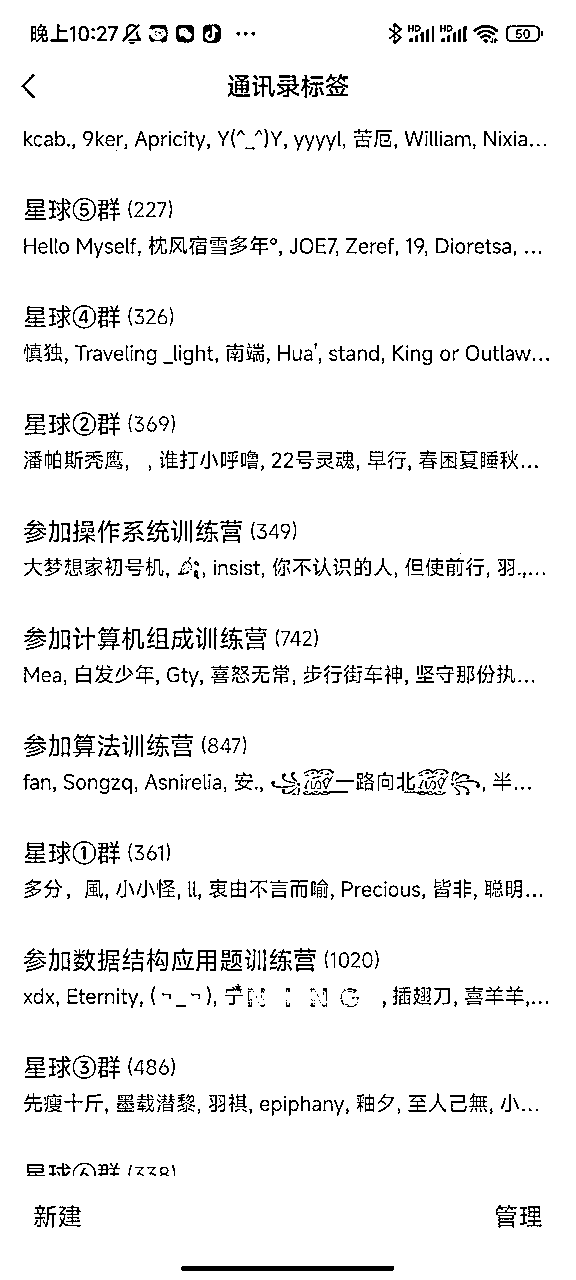 晚上10:27 ··· HD HD 50
通讯录标签
kcab., 9ker, Apricity, Y(^_^)Y, yyyyl, 苦厄, William, Nixia...
星球⑤群 (227)
Hello Myself, 枕风宿雪多年°, JOE7, Zeref, 19, Dioretsa, ...
星球④群 (326)
慎独, Traveling _light, 南端, Hua', stand, King or Outlaw...
星球②群 (369)
潘帕斯秃鹰, , 谁打小呼噜, 22号灵魂, 早行, 春困夏睡秋...
参加操作系统训练营 (349)
大梦想家初号机, , insist, 你不认识的人, 但使前行, 羽.,...
参加计算机组成训练营 (742)
Mea, 白发少年, Gty, 喜怒无常, 步行街车神, 坚守那份执...
参加算法训练营 (847)
fan, Songzq, Asnirelia, 安., 一路向北, 半...
星球①群 (361)
多分，風, 小小怪, ll, 衷由不言而喻, Precious, 皆非, 聪明...
参加数据结构应用题训练营 (1020)
xdx, Eternity, (¬_¬), 宁N I N G , 插翅刀, 喜羊羊,...
星球③群 (486)
先瘦十斤, 墨载潜黎, 羽祺, epiphany, 釉夕, 至人己無, 小...
新建 管理